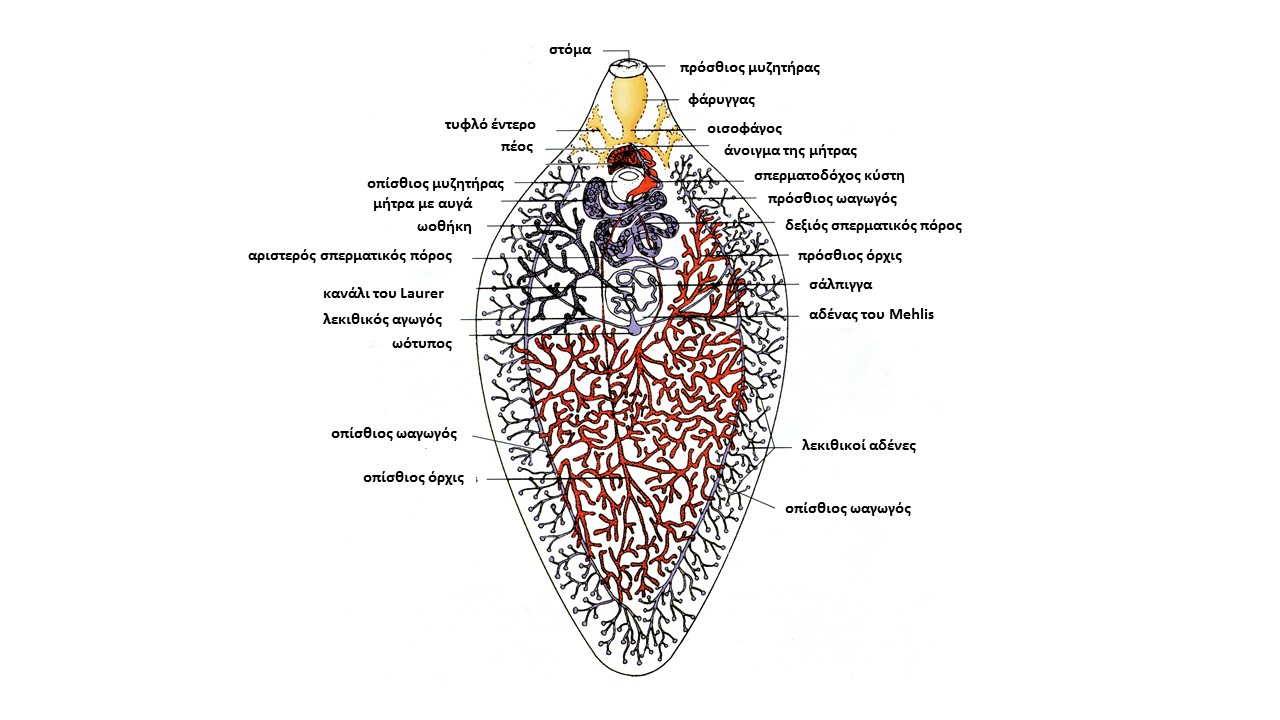 στόμα
πρόσθιος μυζητήρας
φάρυγγας
τυφλό έντερο
οισοφάγος
πέος
άνοιγμα της μήτρας
σπερματοδόχος κύστη
οπίσθιος μυζητήρας
πρόσθιος ωαγωγός
μήτρα με αυγά
ωοθήκη
δεξιός σπερματικός πόρος
αριστερός σπερματικός πόρος
πρόσθιος όρχις
σάλπιγγα
κανάλι του Laurer
αδένας του Mehlis
λεκιθικός αγωγός
ωότυπος
οπίσθιος ωαγωγός
λεκιθικοί αδένες
οπίσθιος όρχις
οπίσθιος ωαγωγός